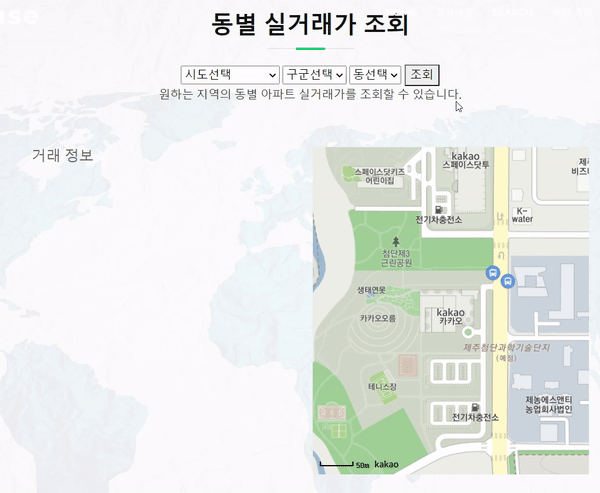 use
동별 실거래가 조회
시도선택 구군선택 동선택 조회
원하는 지역의 동별 아파트 실거래가를 조회할 수 있습니다.
거래 정보
kakao
스페이스닷투
스페이스닷키즈
어린이집
제주
비즈니
전기차충전소
K-
water
첨단제3
근린공원
생태연못
카카오오름
kakao
카카오
제주첨단과학기술단지
(예정)
테니스장
제농에스앤티
농업회사법인
전기차충전소
50m kakao